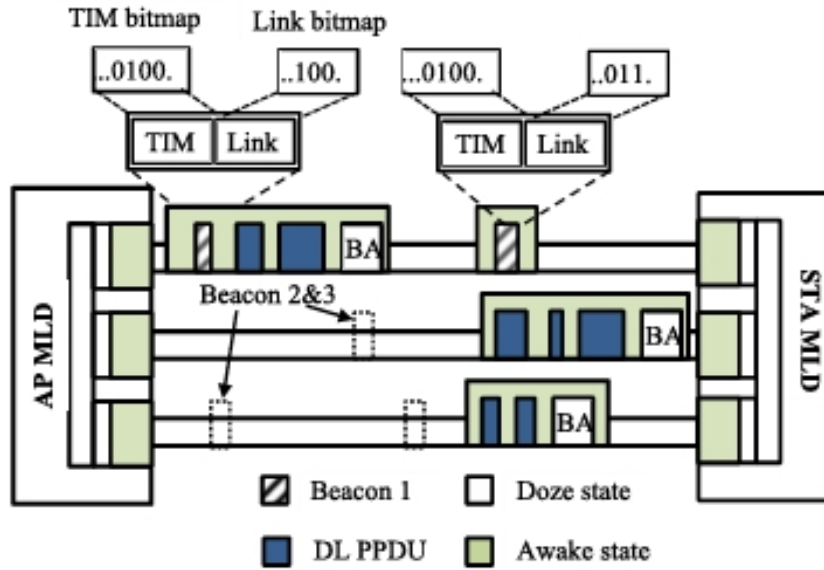 TIM bitmap Link bitmap
..0100. ..100. ...0100. ..011.
TIM Link TIM Link
BA
Beacon 2&3
BA
BA
AP MLD
STA MLD
Beacon 1 Doze state
DL PPDU Awake state